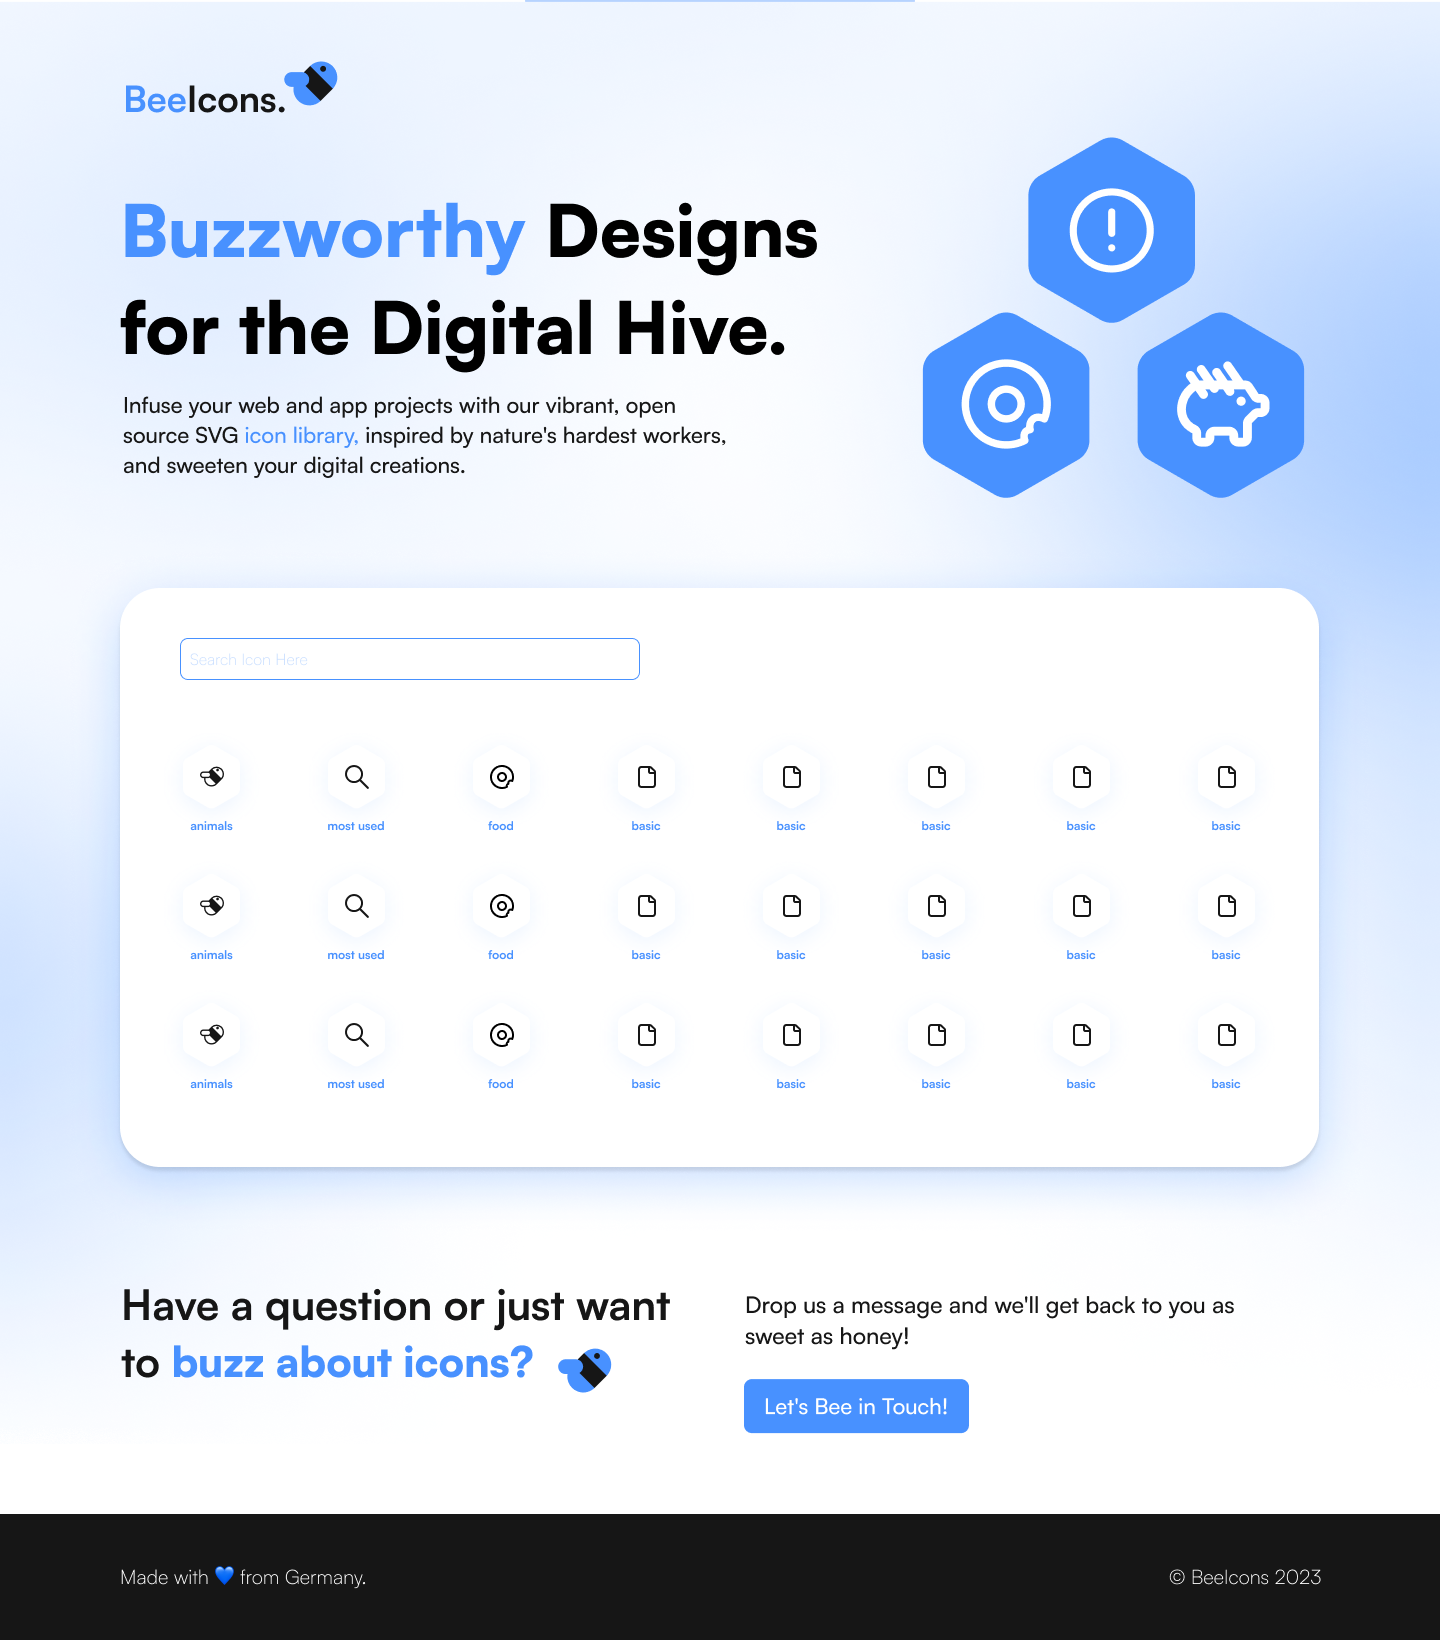 BeeIcons.
Buzzworthy Designs
for the Digital Hive.
Infuse your web and app projects with our vibrant, open
source SVG icon library, inspired by nature's hardest workers,
and sweeten your digital creations.
Search Icon Here
animals most used food basic basic basic basic basic
animals most used food basic basic basic basic basic
animals most used food basic basic basic basic basic
Have a question or just want
to buzz about icons?
Drop us a message and we'll get back to you as
sweet as honey!
Let's Bee in Touch!
Made with 💙 from Germany.
© BeeIcons 2023